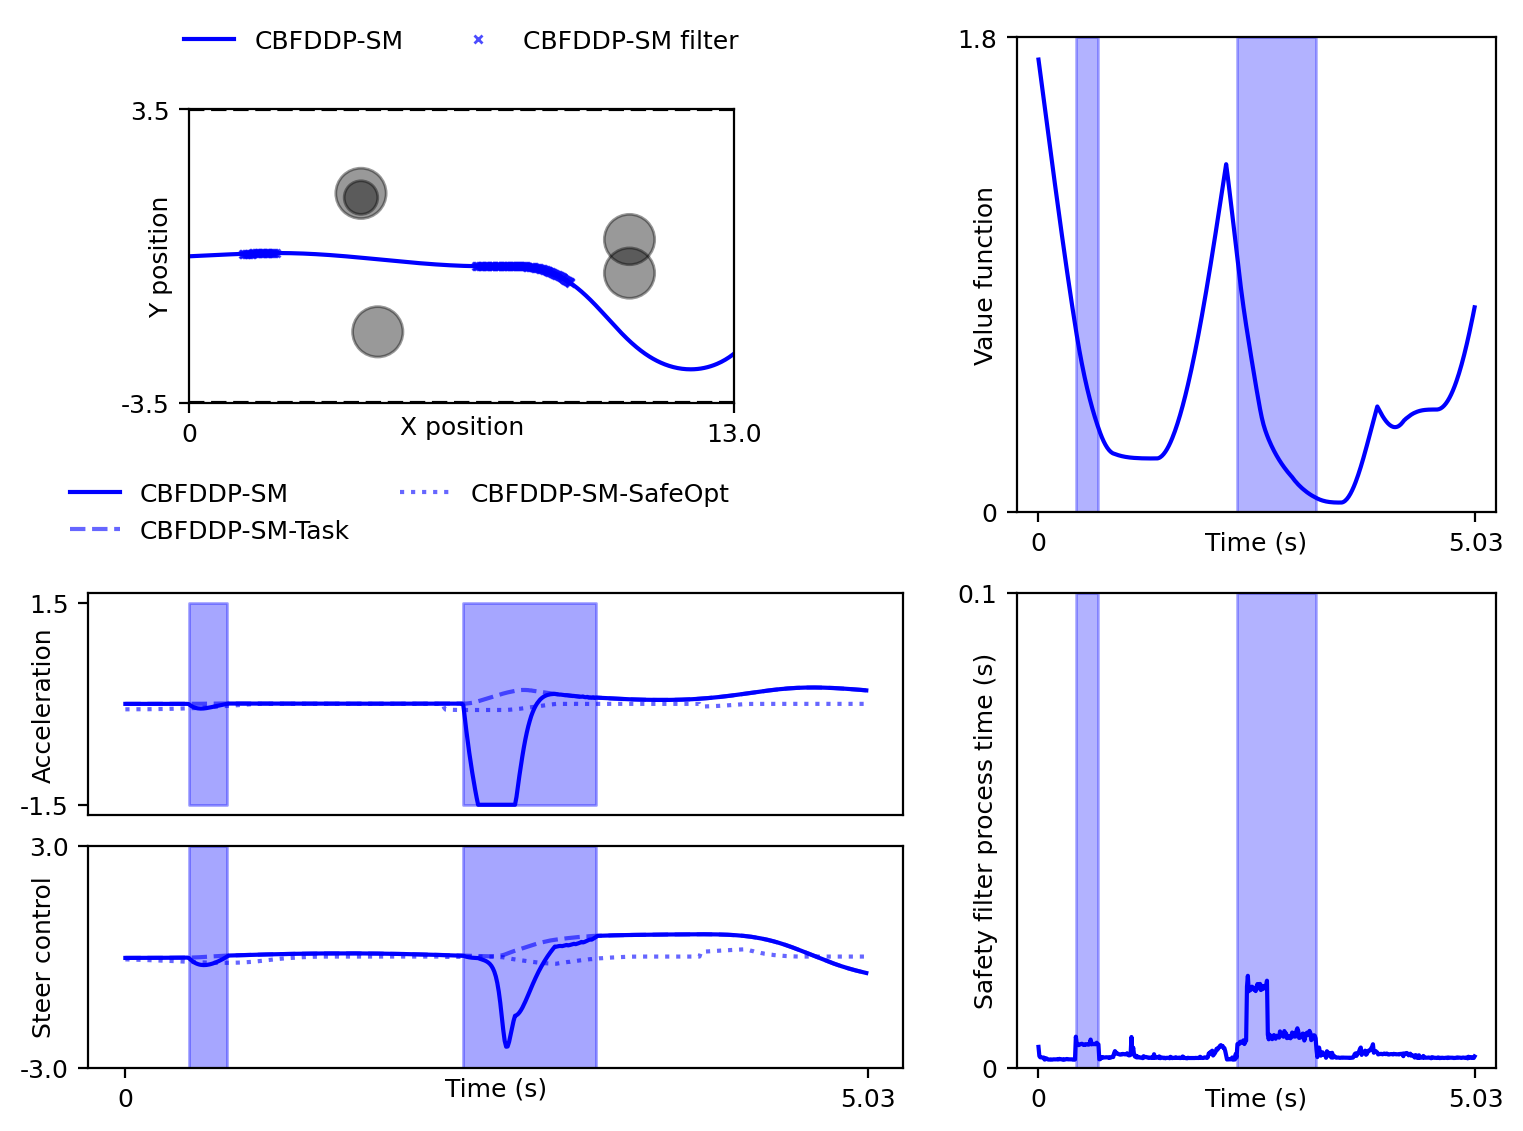 CBFDDP-SM
CBFDDP-SM filter
3.5
Y position
-3.5
0
X position
13.0
1.8
Value function
0
0
Time (s)
5.03
CBFDDP-SM
CBFDDP-SM-SafeOpt
CBFDDP-SM-Task
1.5
Acceleration
-1.5
3.0
Steer control
-3.0
0
Time (s)
5.03
0.1
Safety filter process time (s)
0
0
Time (s)
5.03